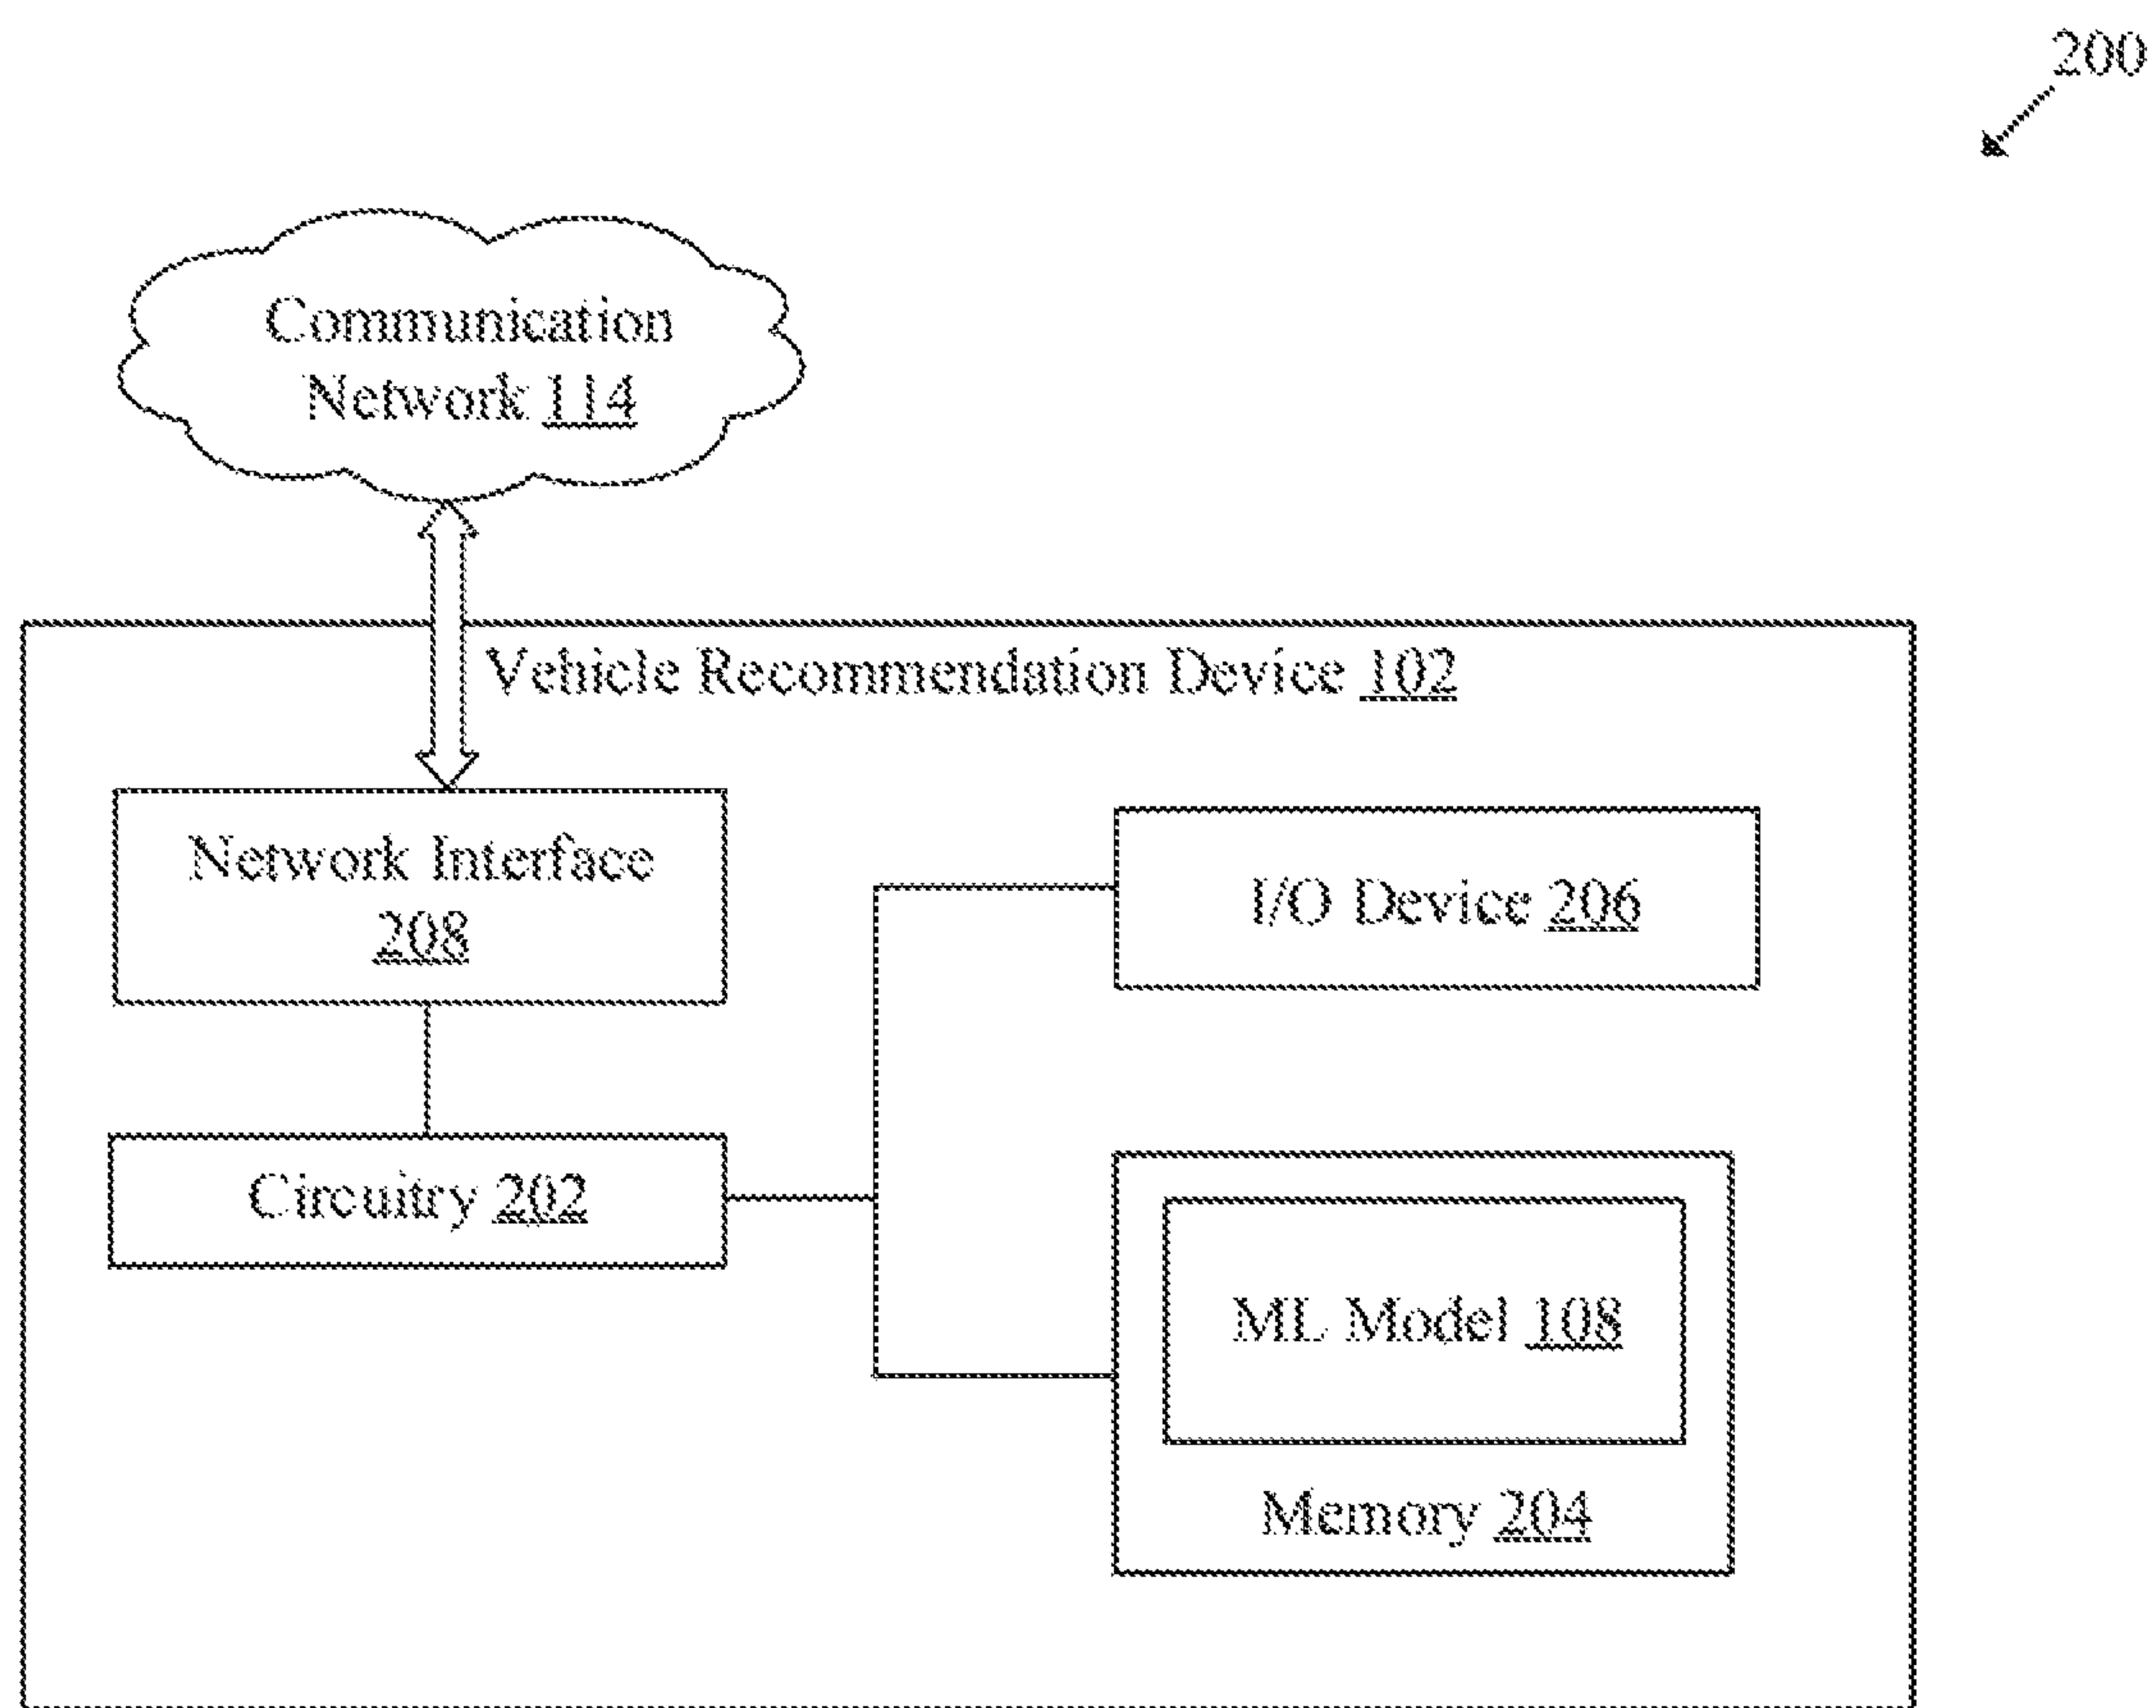 200
Communication
Network 114
Vehicle Recommendation Device 102
Network Interface
208
I/O Device 206
Circuitry 202
ML Model 108
Memory 204